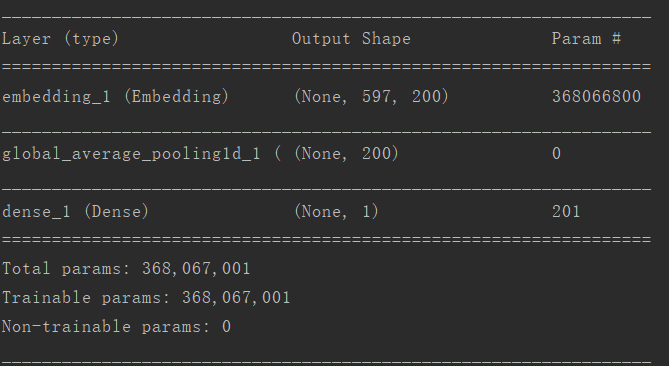 _________________________________________________________________
Layer (type)                 Output Shape              Param #
=================================================================
embedding_1 (Embedding)      (None, 597, 200)          368066800
_________________________________________________________________
global_average_pooling1d_1 ( (None, 200)               0
_________________________________________________________________
dense_1 (Dense)              (None, 1)                 201
=================================================================
Total params: 368,067,001
Trainable params: 368,067,001
Non-trainable params: 0
_________________________________________________________________